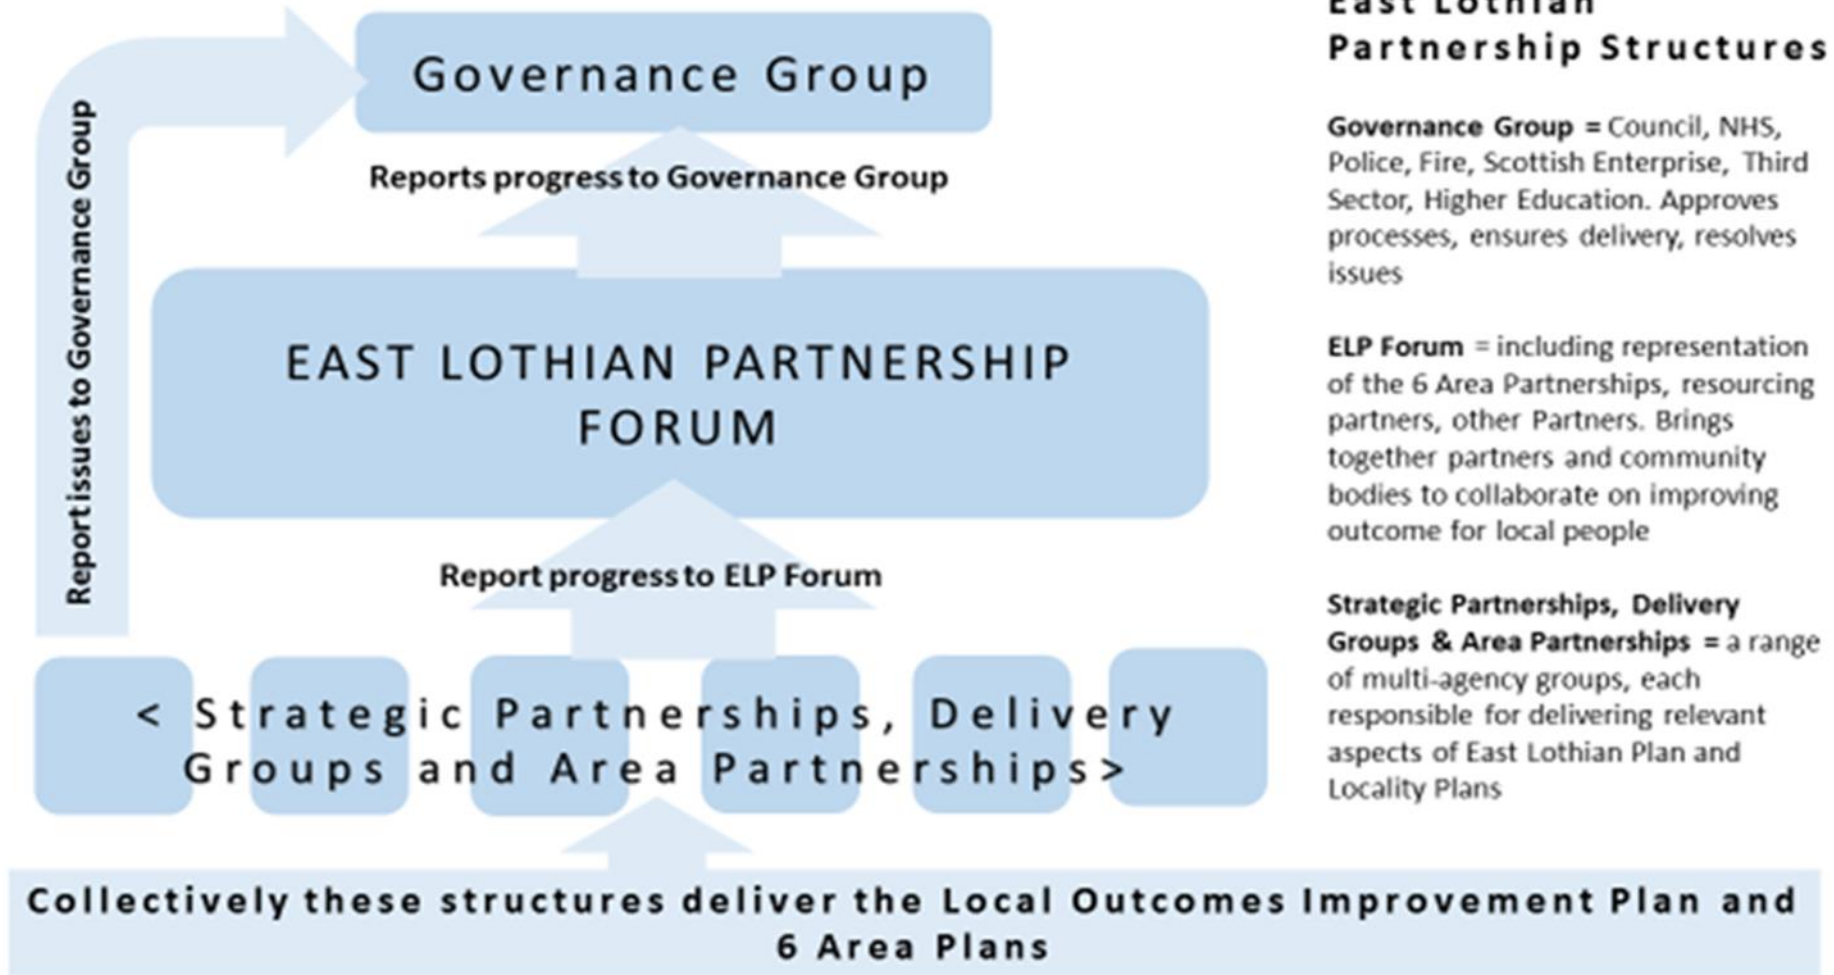 Governance Group
Report issues to Governance Group
Reports progress to Governance Group
EAST LOTHIAN PARTNERSHIP
FORUM
Report progress to ELP Forum
< Strategic Partnerships, Delivery
Groups and Area Partnerships>
Collectively these structures deliver the Local Outcomes Improvement Plan and
6 Area Plans
East Lothian
Partnership Structures
Governance Group = Council, NHS,
Police, Fire, Scottish Enterprise, Third
Sector, Higher Education. Approves
processes, ensures delivery, resolves
issues
ELP Forum = including representation
of the 6 Area Partnerships, resourcing
partners, other Partners. Brings
together partners and community
bodies to collaborate on improving
outcome for local people
Strategic Partnerships, Delivery
Groups & Area Partnerships = a range
of multi-agency groups, each
responsible for delivering relevant
aspects of East Lothian Plan and
Locality Plans